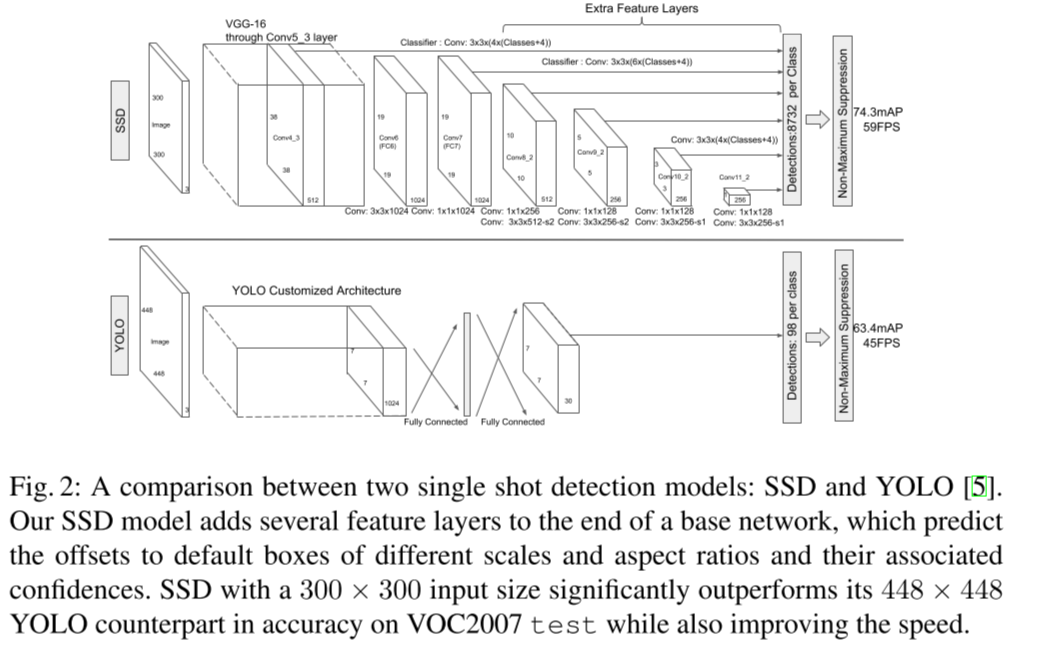 Extra Feature Layers
VGG-16
through Conv5_3 layer
Classifier : Conv: 3x3x(4x(Classes+4))
Classifier : Conv: 3x3x(6x(Classes+4))
Conv: 3x3x(4x(Classes+4))
SSD
300
Image
300
3
38
Conv4_3
38
512
19
Conv6
(FC6)
19
1024
19
Conv7
(FC7)
19
1024
10
Conv8_2
10
512
5
Conv9_2
5
256
3
Conv10_2
3
256
Conv11_2
256
Detections:8732 per Class
Non-Maximum Suppression
74.3mAP
59FPS
Conv: 3x3x1024 Conv: 1x1x1024 Conv: 1x1x256 Conv: 1x1x128 Conv: 1x1x128 Conv: 1x1x128
Conv: 3x3x512-s2 Conv: 3x3x256-s2 Conv: 3x3x256-s1 Conv: 3x3x256-s1
YOLO
448
Image
448
3
YOLO Customized Architecture
7
7
1024
Fully Connected
Fully Connected
7
7
30
Detections: 98 per class
Non-Maximum Suppression
63.4mAP
45FPS
Fig. 2: A comparison between two single shot detection models: SSD and YOLO [5].
Our SSD model adds several feature layers to the end of a base network, which predict
the offsets to default boxes of different scales and aspect ratios and their associated
confidences. SSD with a 300 × 300 input size significantly outperforms its 448 × 448
YOLO counterpart in accuracy on VOC2007 test while also improving the speed.